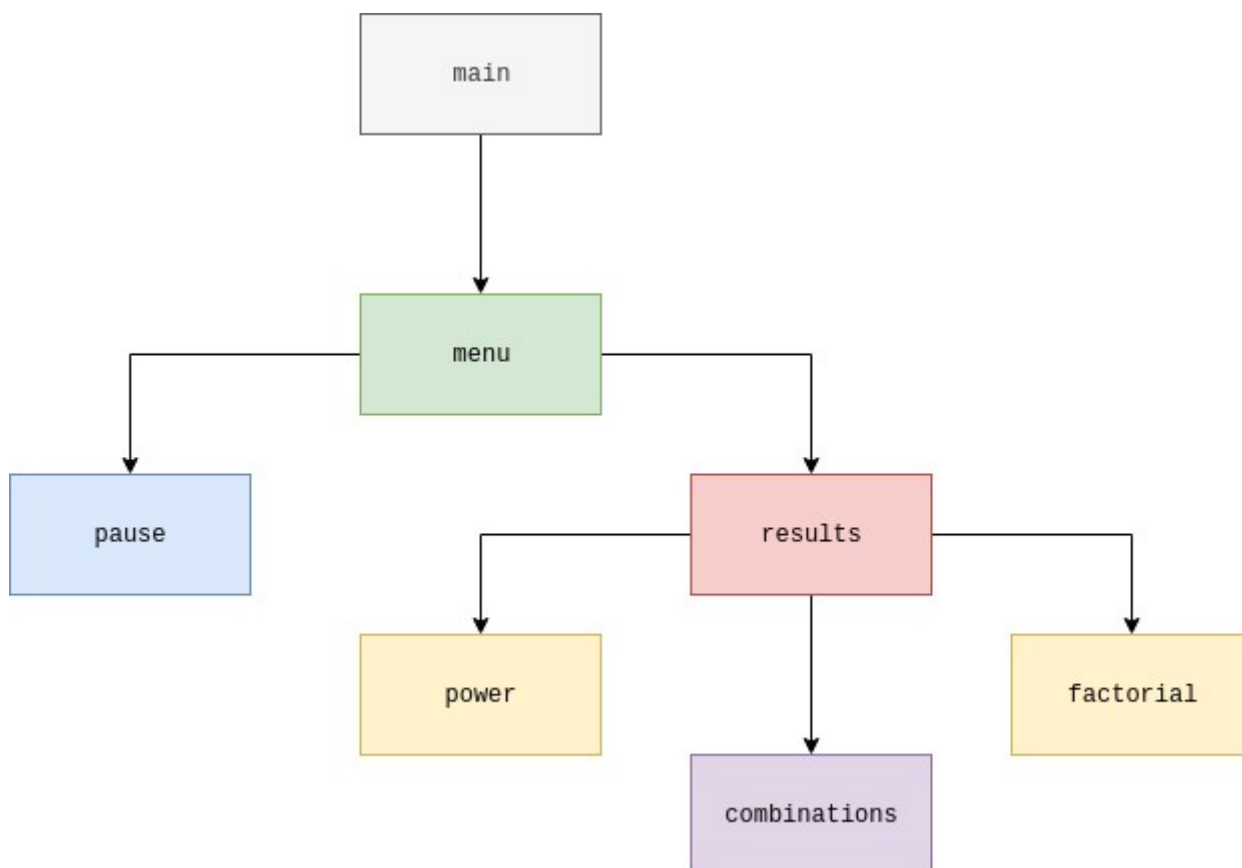 main
menu
pause
results
power
factorial
combinations